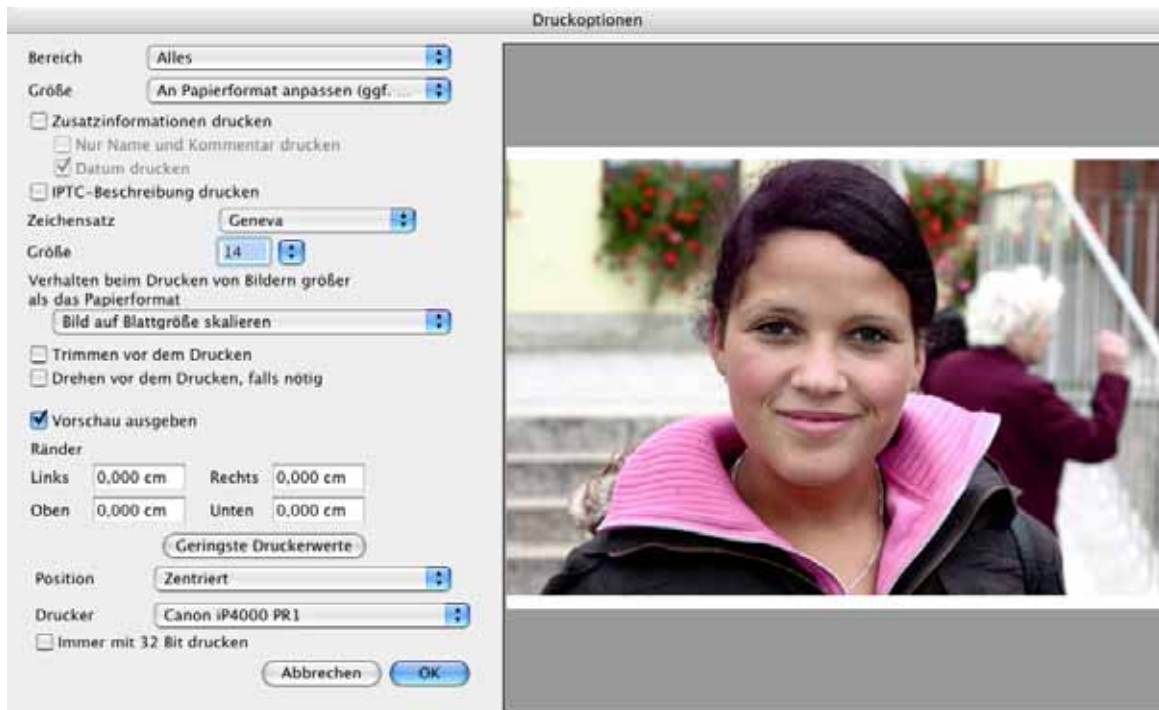 Druckoptionen
Bereich Alles
Größe An Papierformat anpassen (ggf. ...
Zusatzinformationen drucken
Nur Name und Kommentar drucken
Datum drucken
IPTC-Beschreibung drucken
Zeichensatz Geneva
Größe 14
Verhalten beim Drucken von Bildern größer
als das Papierformat
Bild auf Blattgröße skalieren
Trimmen vor dem Drucken
Drehen vor dem Drucken, falls nötig
Vorschau ausgeben
Ränder
Links 0,000 cm Rechts 0,000 cm
Oben 0,000 cm Unten 0,000 cm
Geringste Druckerwerte
Position Zentriert
Drucker Canon iP4000 PR1
Immer mit 32 Bit drucken
Abbrechen OK